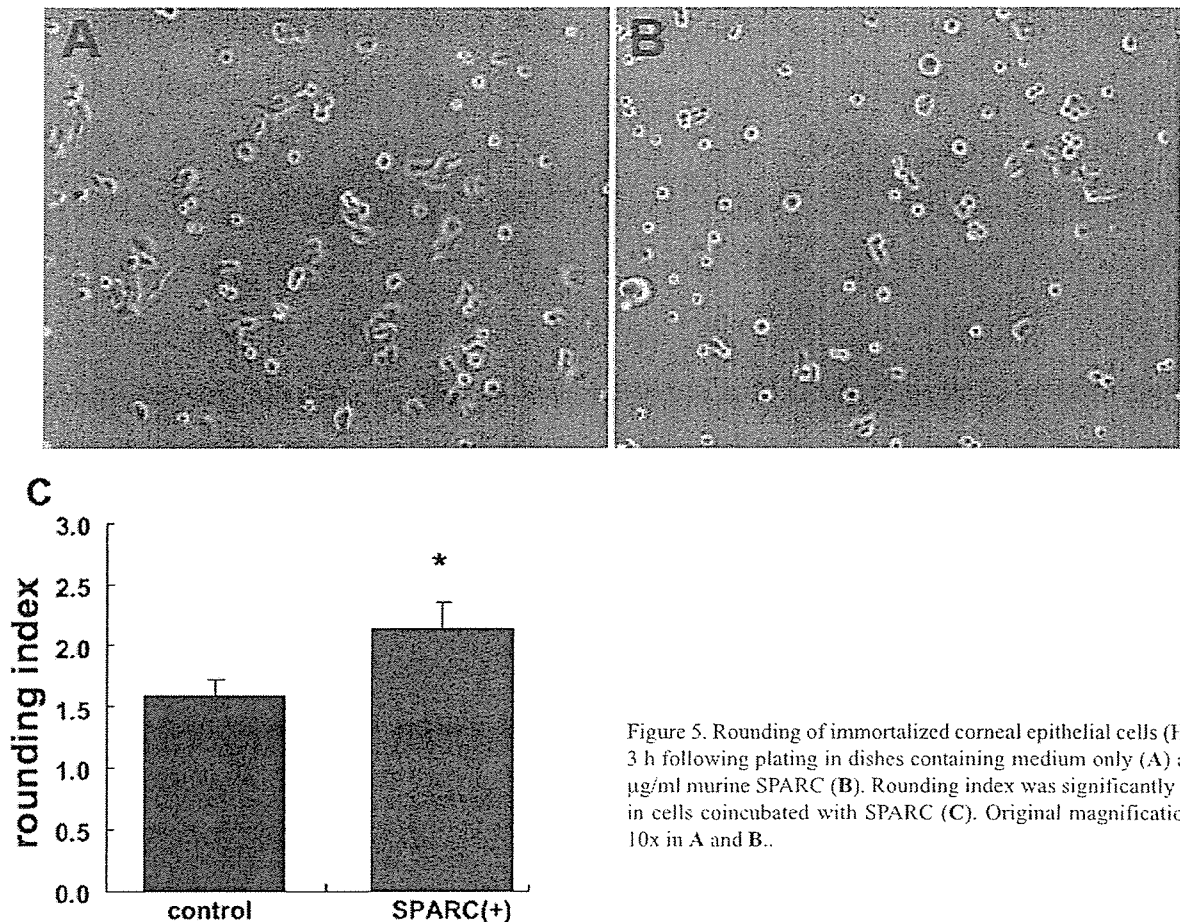 A
B
C
3.0
2.5
2.0
1.5
1.0
0.5
0.0
rounding index
*
control
SPARC(+)
Figure 5. Rounding of immortalized corneal epithelial cells (H
3 h following plating in dishes containing medium only (A) a
μg/ml murine SPARC (B). Rounding index was significantly
in cells coincubated with SPARC (C). Original magnificatio
10x in A and B..